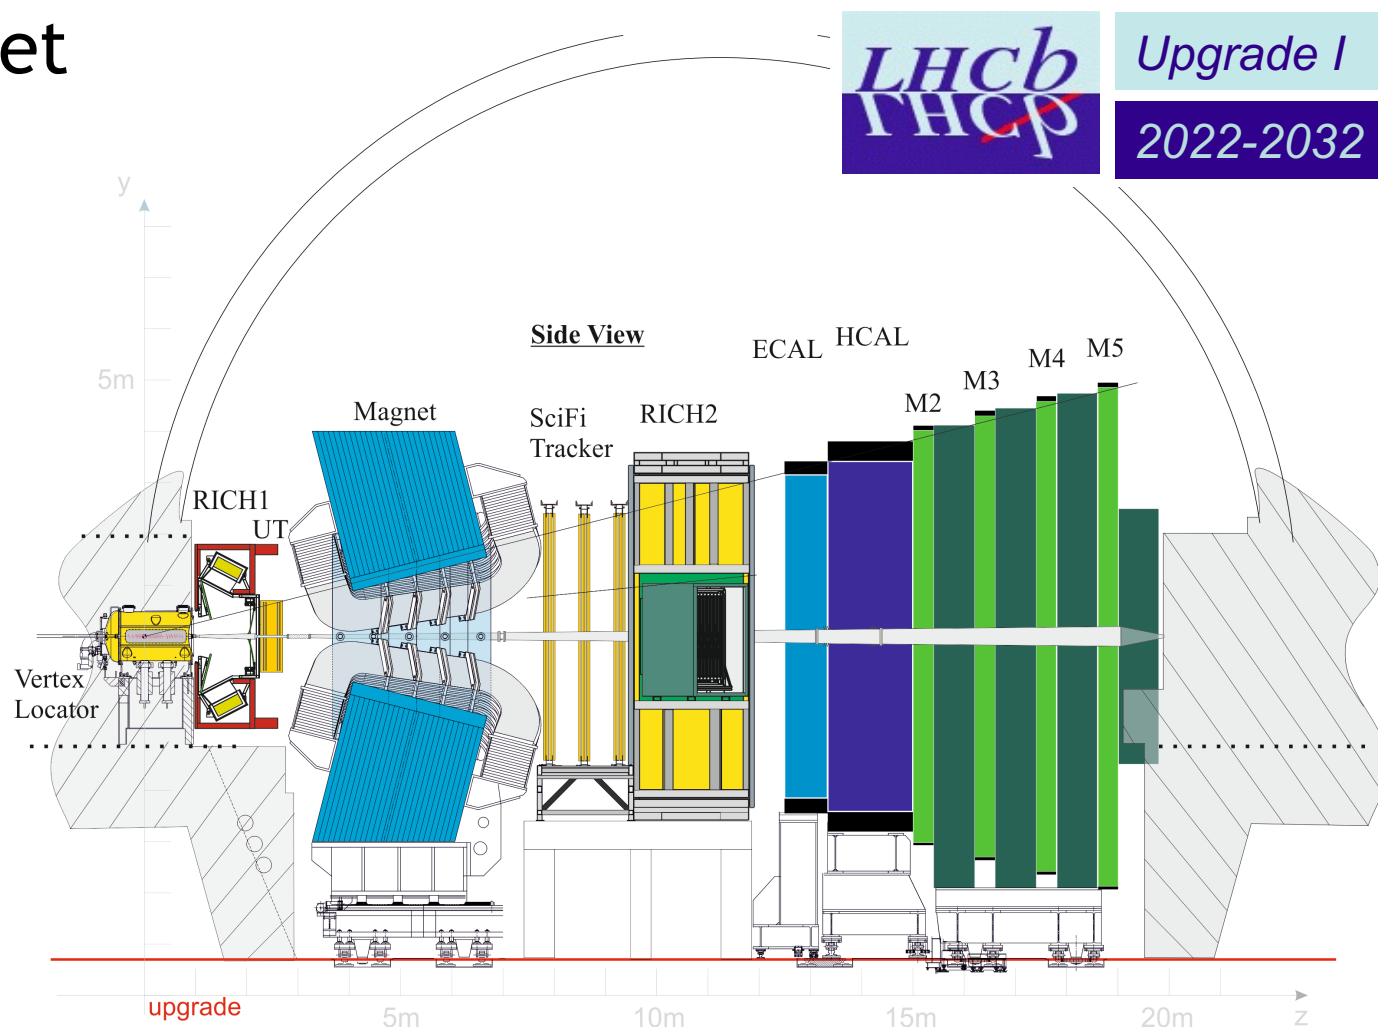 et
LHCb
LHCb
Upgrade I
2022-2032
y
5m
Side View
ECAL
HCAL
M2
M3
M4
M5
Magnet
SciFi
Tracker
RICH2
RICH1
UT
Vertex
Locator
upgrade
5m
10m
15m
20m
z